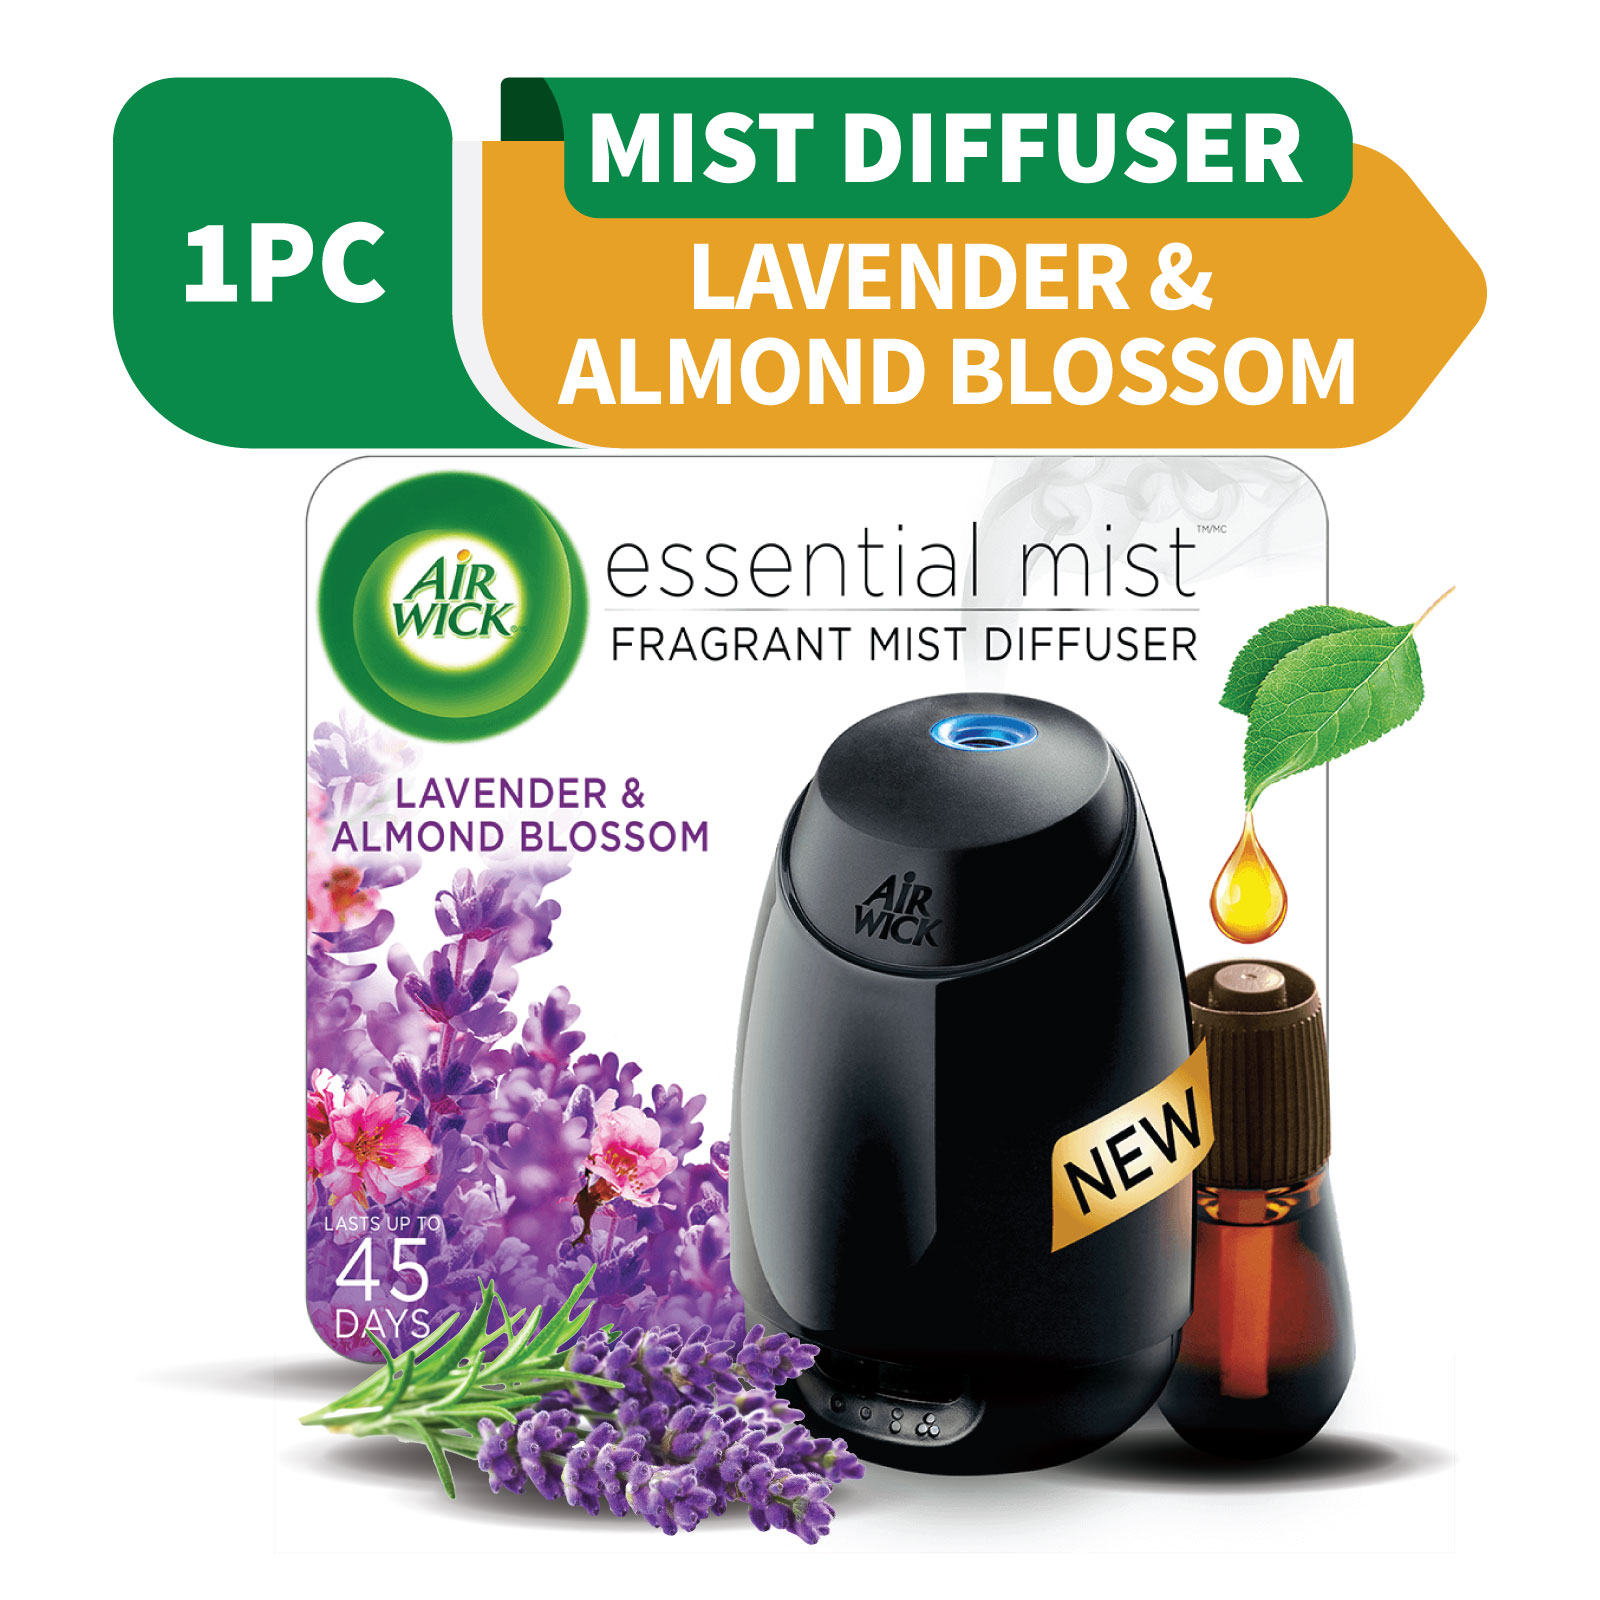 1PC
MIST DIFFUSER
LAVENDER &
ALMOND BLOSSOM
AIR
WICK
essential mist ™/MC
FRAGRANT MIST DIFFUSER
LAVENDER &
ALMOND BLOSSOM
AIR
WICK
NEW
LASTS UP TO
45
DAYS